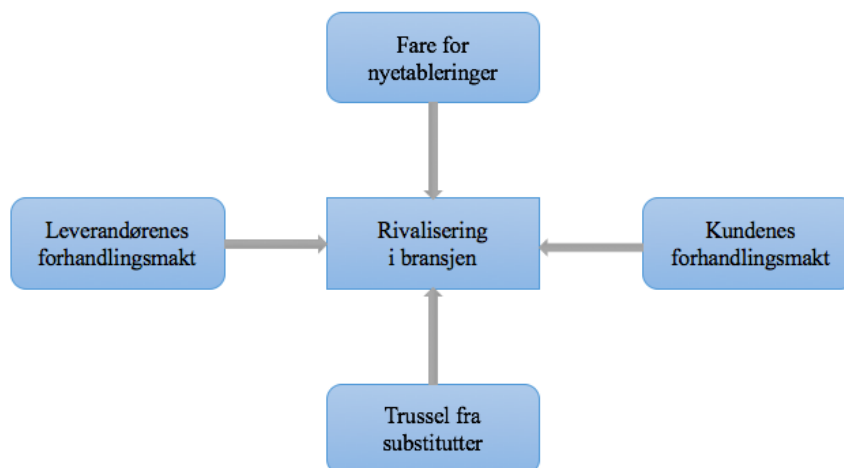 Fare for
nyetableringer
Leverandørenes
forhandlingsmakt
Rivalisering
i bransjen
Kundenes
forhandlingsmakt
Trussel fra
substitutter